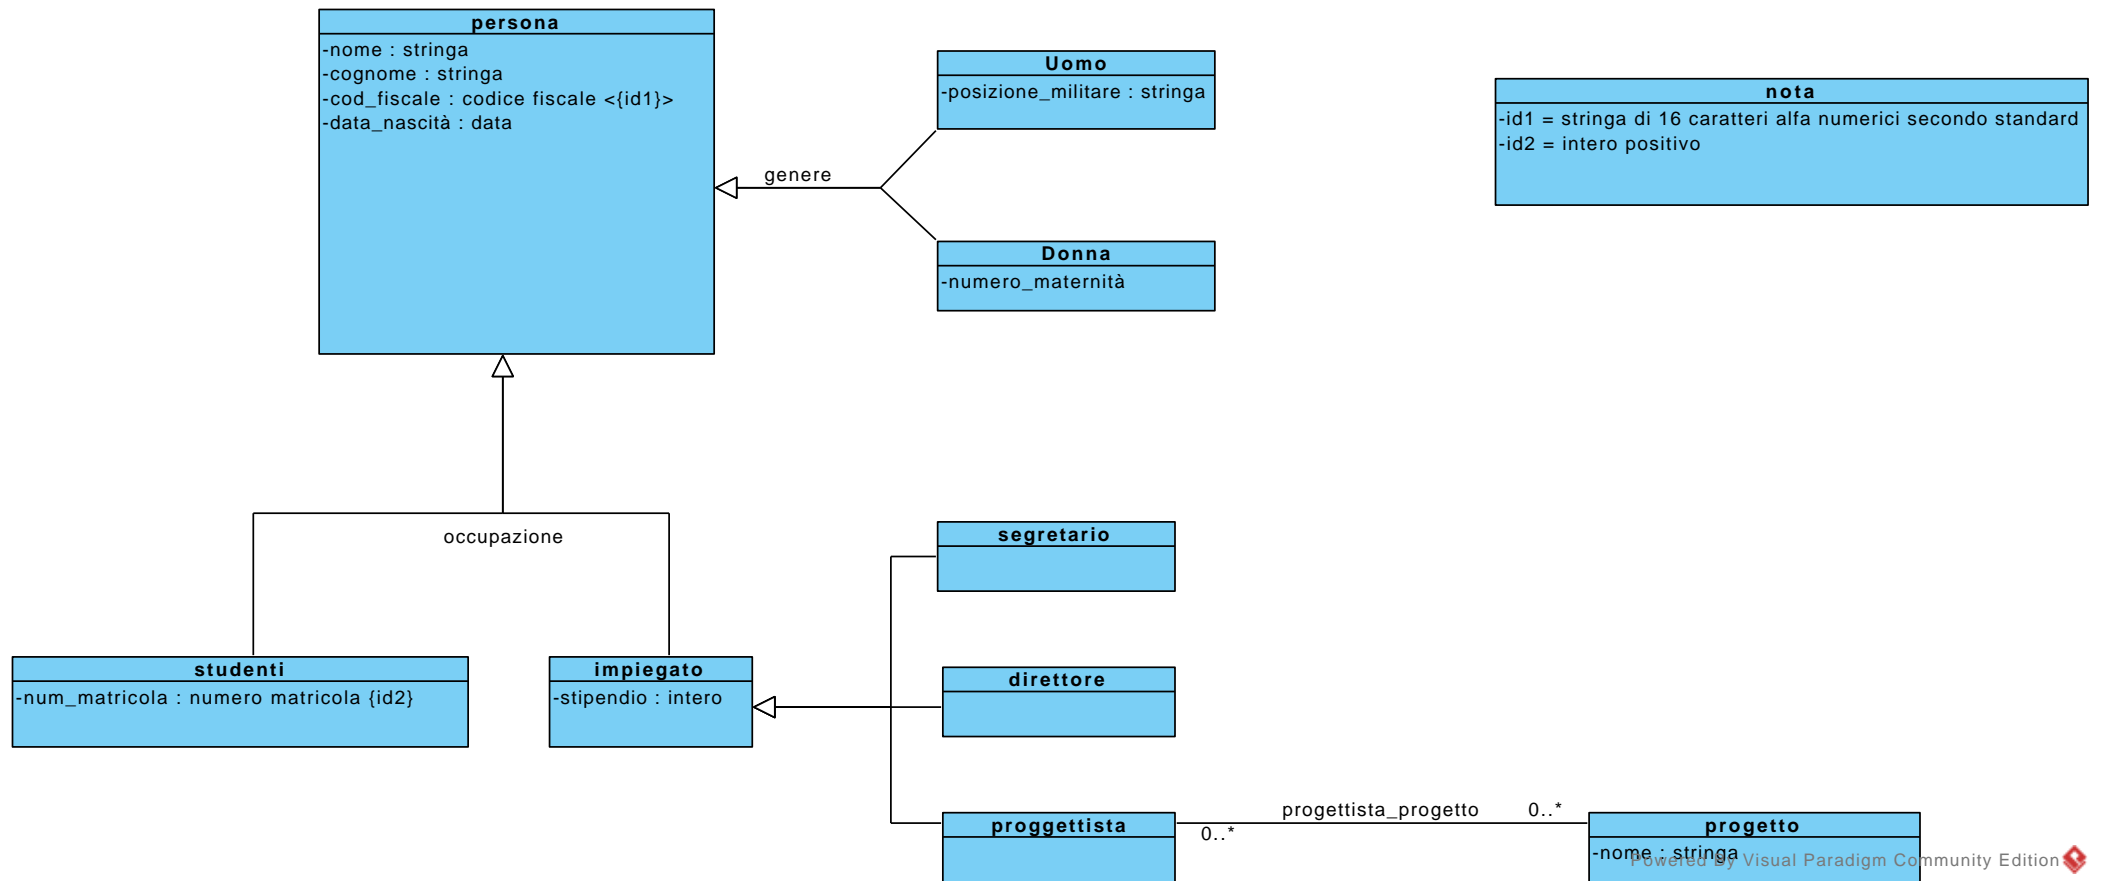 persona
-nome : stringa
-cognome : stringa
-cod_fiscale : codice fiscale <{id1}>
-data_nascità : data
Uomo
-posizione_militare : stringa
nota
-id1 = stringa di 16 caratteri alfa numerici secondo standard
-id2 = intero positivo
genere
Donna
-numero_maternità
occupazione
segretario
studenti
-num_matricola : numero matricola {id2}
impiegato
-stipendio : intero
direttore
proggettista
0..*
progettista_progetto
0..*
progetto
-nome : stringa
Powered By Visual Paradigm Community Edition